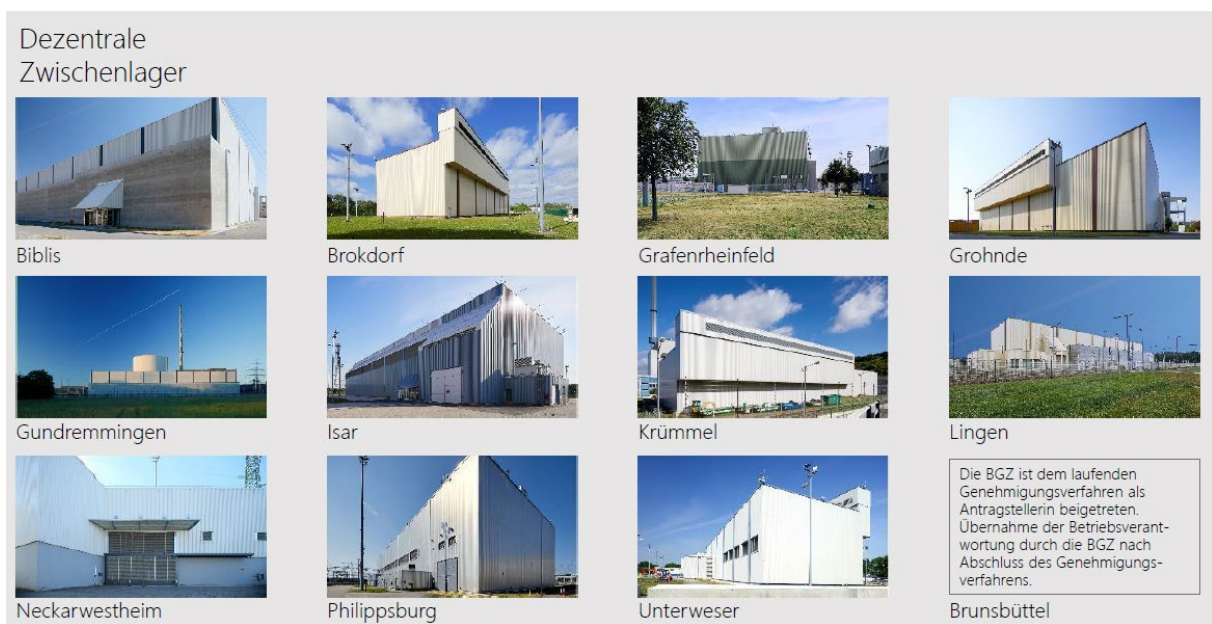 Dezentrale
Zwischenlager
Biblis
Brokdorf
Grafenrheinfeld
Grohnde
Gundremmingen
Isar
Krümmel
Lingen
Neckarwestheim
Philippsburg
Unterweser
Die BGZ ist dem laufenden
Genehmigungsverfahren als
Antragstellerin beigetreten.
Übernahme der Betriebsverant-
wortung durch die BGZ nach
Abschluss des Genehmigungs-
verfahrens.
Brunsbüttel